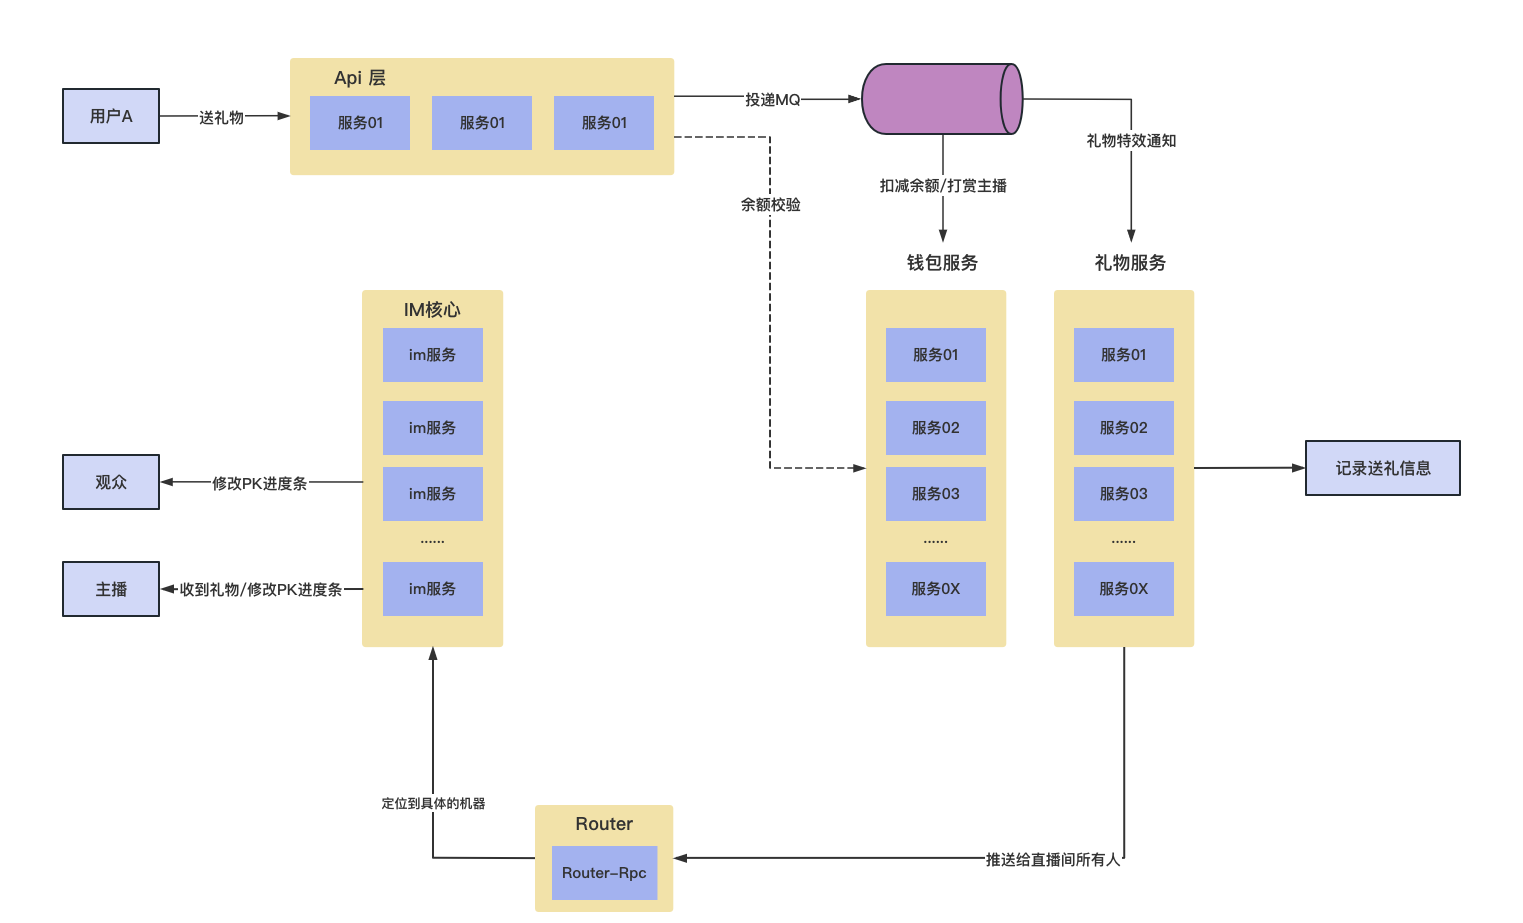 用户A
送礼物
Api 层
服务01
服务01
服务01
投递MQ
礼物特效通知
扣减余额/打赏主播
余额校验
钱包服务
礼物服务
IM核心
im服务
im服务
im服务
......
im服务
服务01
服务02
服务03
......
服务0X
服务01
服务02
服务03
......
服务0X
记录送礼信息
观众
修改PK进度条
主播
收到礼物/修改PK进度条
定位到具体的机器
Router
Router-Rpc
推送给直播间所有人